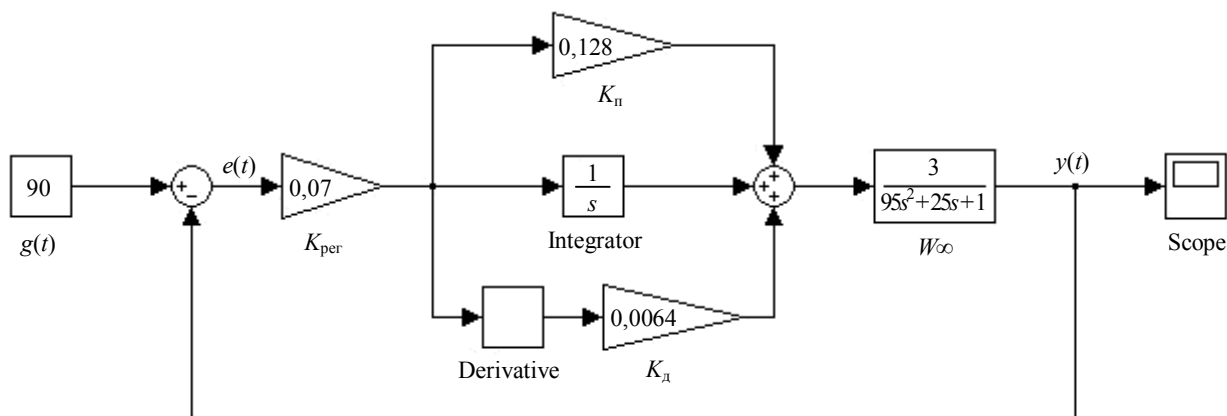 0,128
Kп
e(t)
y(t)
90
+
−
0,07
1
s
+
+
+
3
95s²+25s+1
g(t)
Kрег
Integrator
W∞
Scope
0,0064
Derivative
Kд